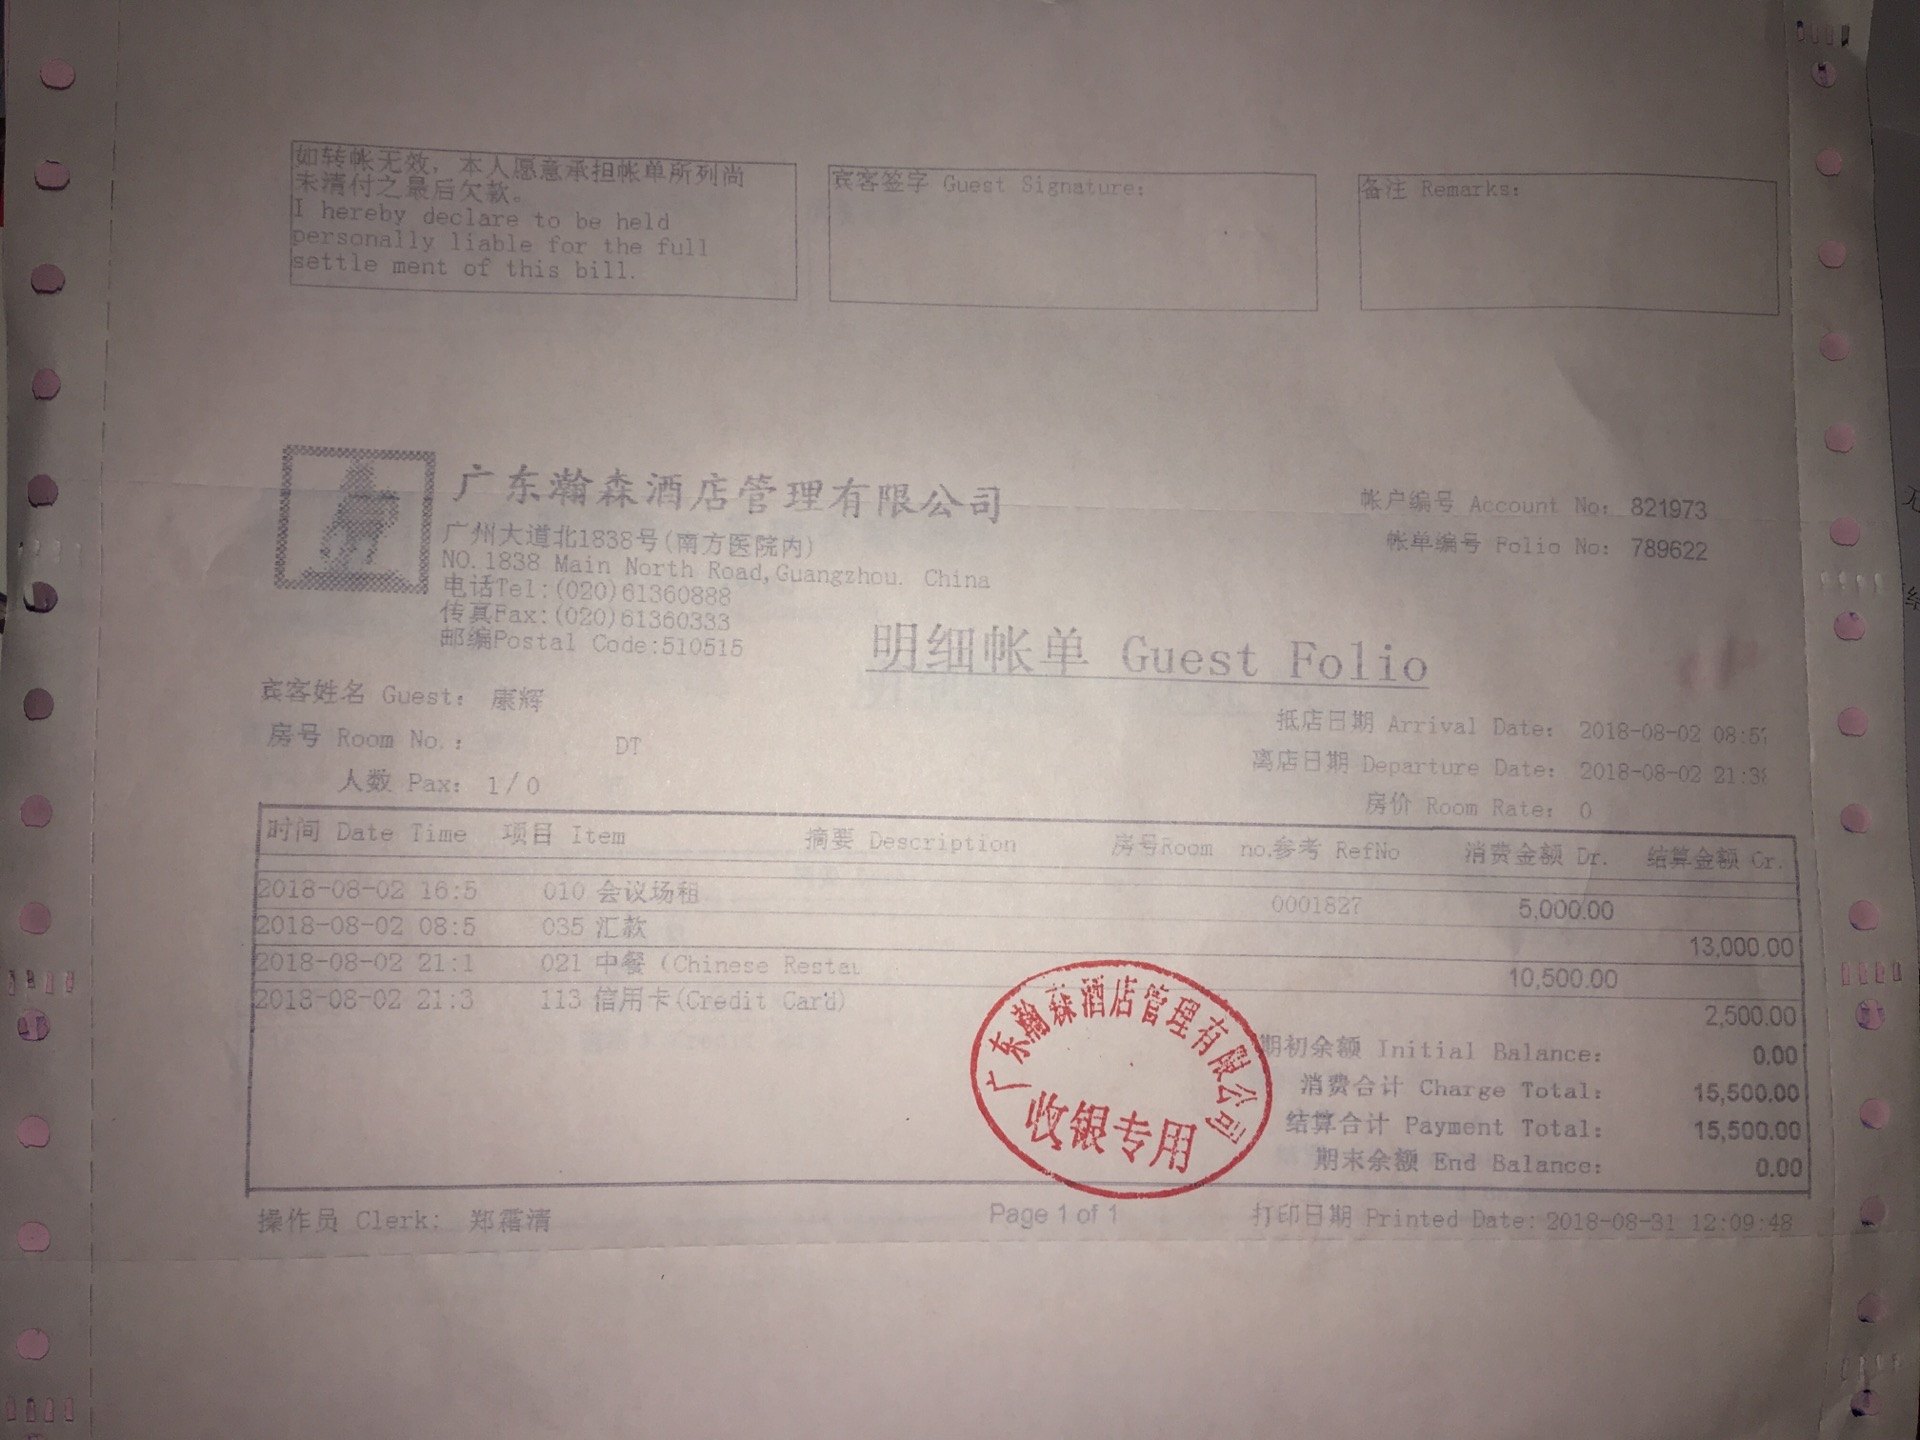 如转帐无效，本人愿意承担帐单所列尚
未清付之最后欠款。
I hereby declare to be held
personally liable for the full
settle ment of this bill.
宾客签字 Guest Signature:
备注 Remarks:
广东瀚森酒店管理有限公司
广州大道北1838号(南方医院内)
NO.1838 Main North Road,Guangzhou. China
电话Tel:(020)61360888
传真Fax:(020)61360333
邮编Postal Code:510515
帐户编号 Account No: 821973
帐单编号 Folio No: 789622
明细帐单 Guest Folio
宾客姓名 Guest: 康辉
房号 Room No.: DT
人数 Pax: 1/0
抵店日期 Arrival Date: 2018-08-02 08:5
离店日期 Departure Date: 2018-08-02 21:3
房价 Room Rate: 0
时间 Date Time 项目 Item 摘要 Description 房号Room no.参考 RefNo 消费金额 Dr. 结算金额 Cr.
2018-08-02 16:5 010 会议场租 0001827 5,000.00
2018-08-02 08:5 035 汇款 13,000.00
2018-08-02 21:1 021 中餐 (Chinese Restau 10,500.00
2018-08-02 21:3 113 信用卡(Credit Card) 2,500.00
期初余额 Initial Balance: 0.00
消费合计 Charge Total: 15,500.00
结算合计 Payment Total: 15,500.00
期末余额 End Balance: 0.00
广东瀚森酒店管理有限公司
收银专用
操作员 Clerk: 郑霜清
Page 1 of 1
打印日期 Printed Date: 2018-08-31 12:09:48